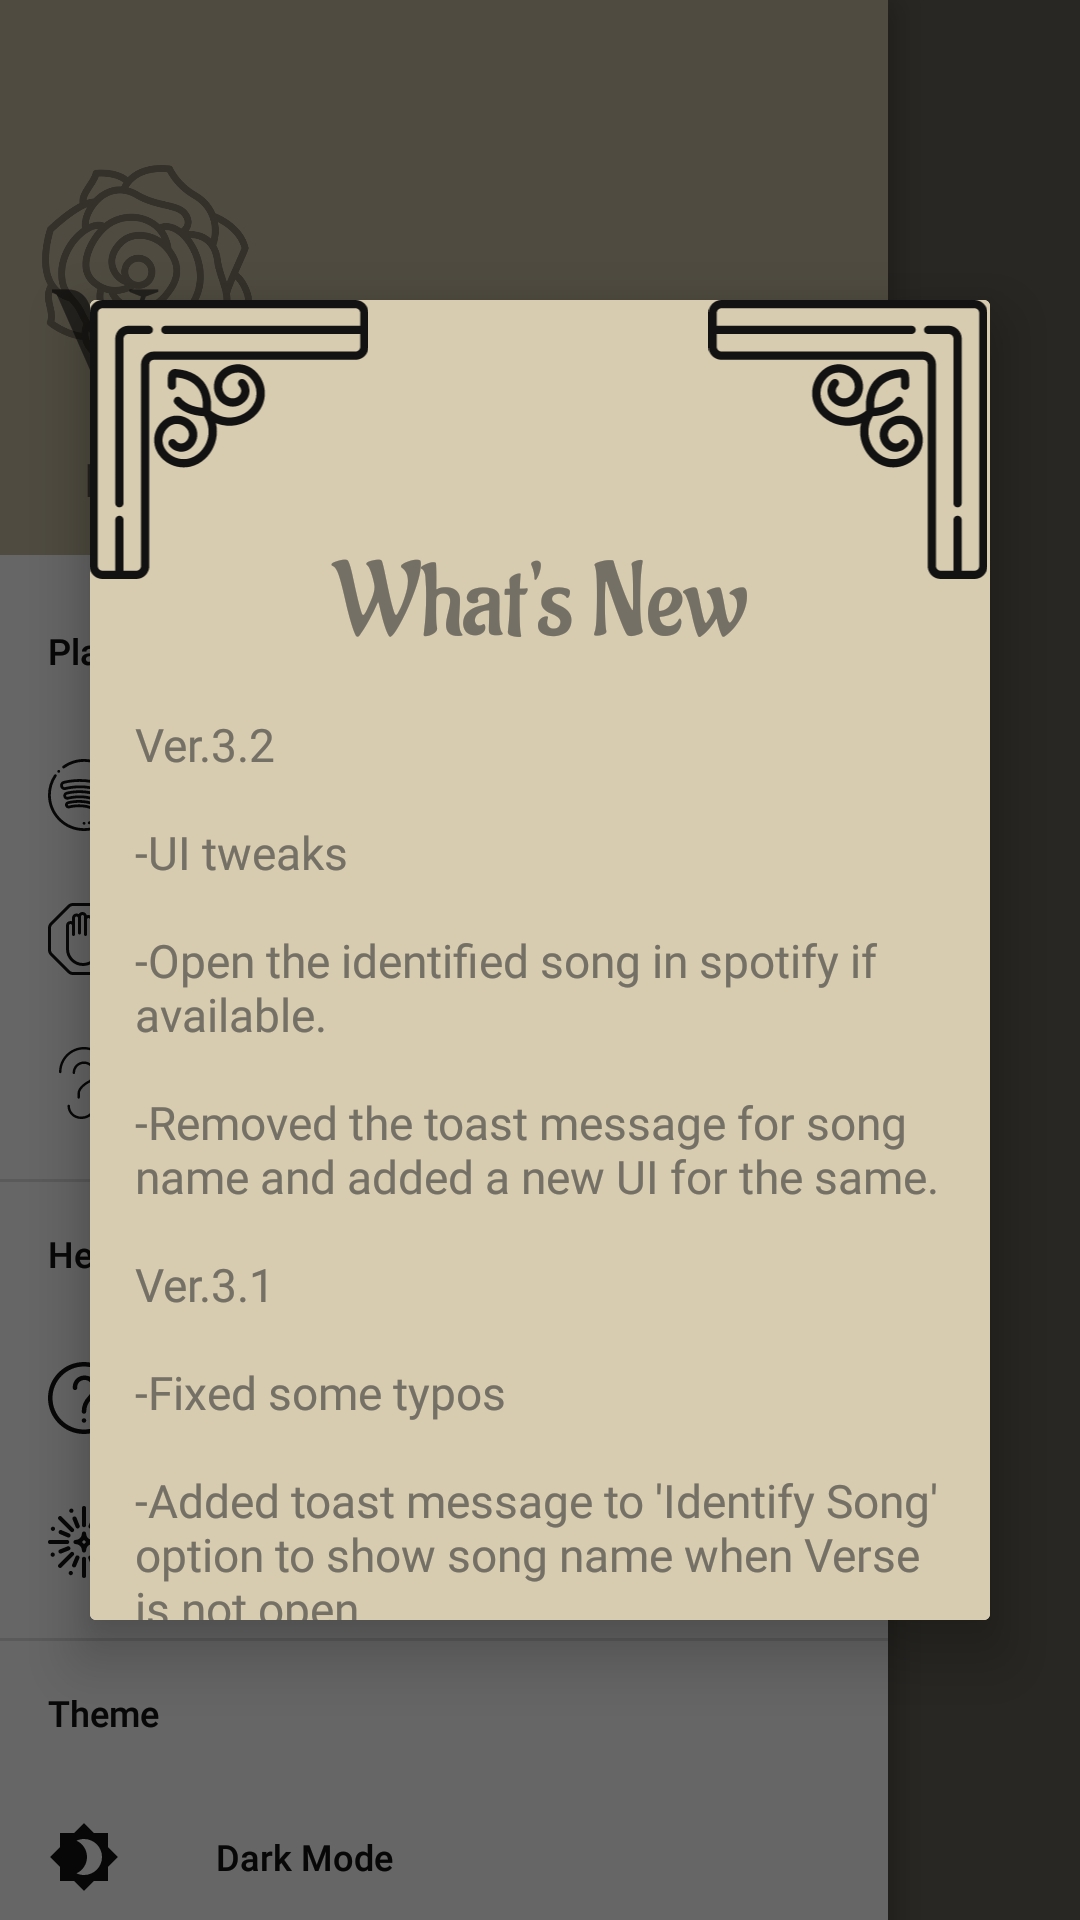 What's New
Ver.3.2
-UI tweaks
-Open the identified song in spotify if
available.
-Removed the toast message for song
name and added a new UI for the same.
Ver.3.1
-Fixed some typos
-Added toast message to 'Identify Song'
option to show song name when Verse
is not open
Theme
Dark Mode